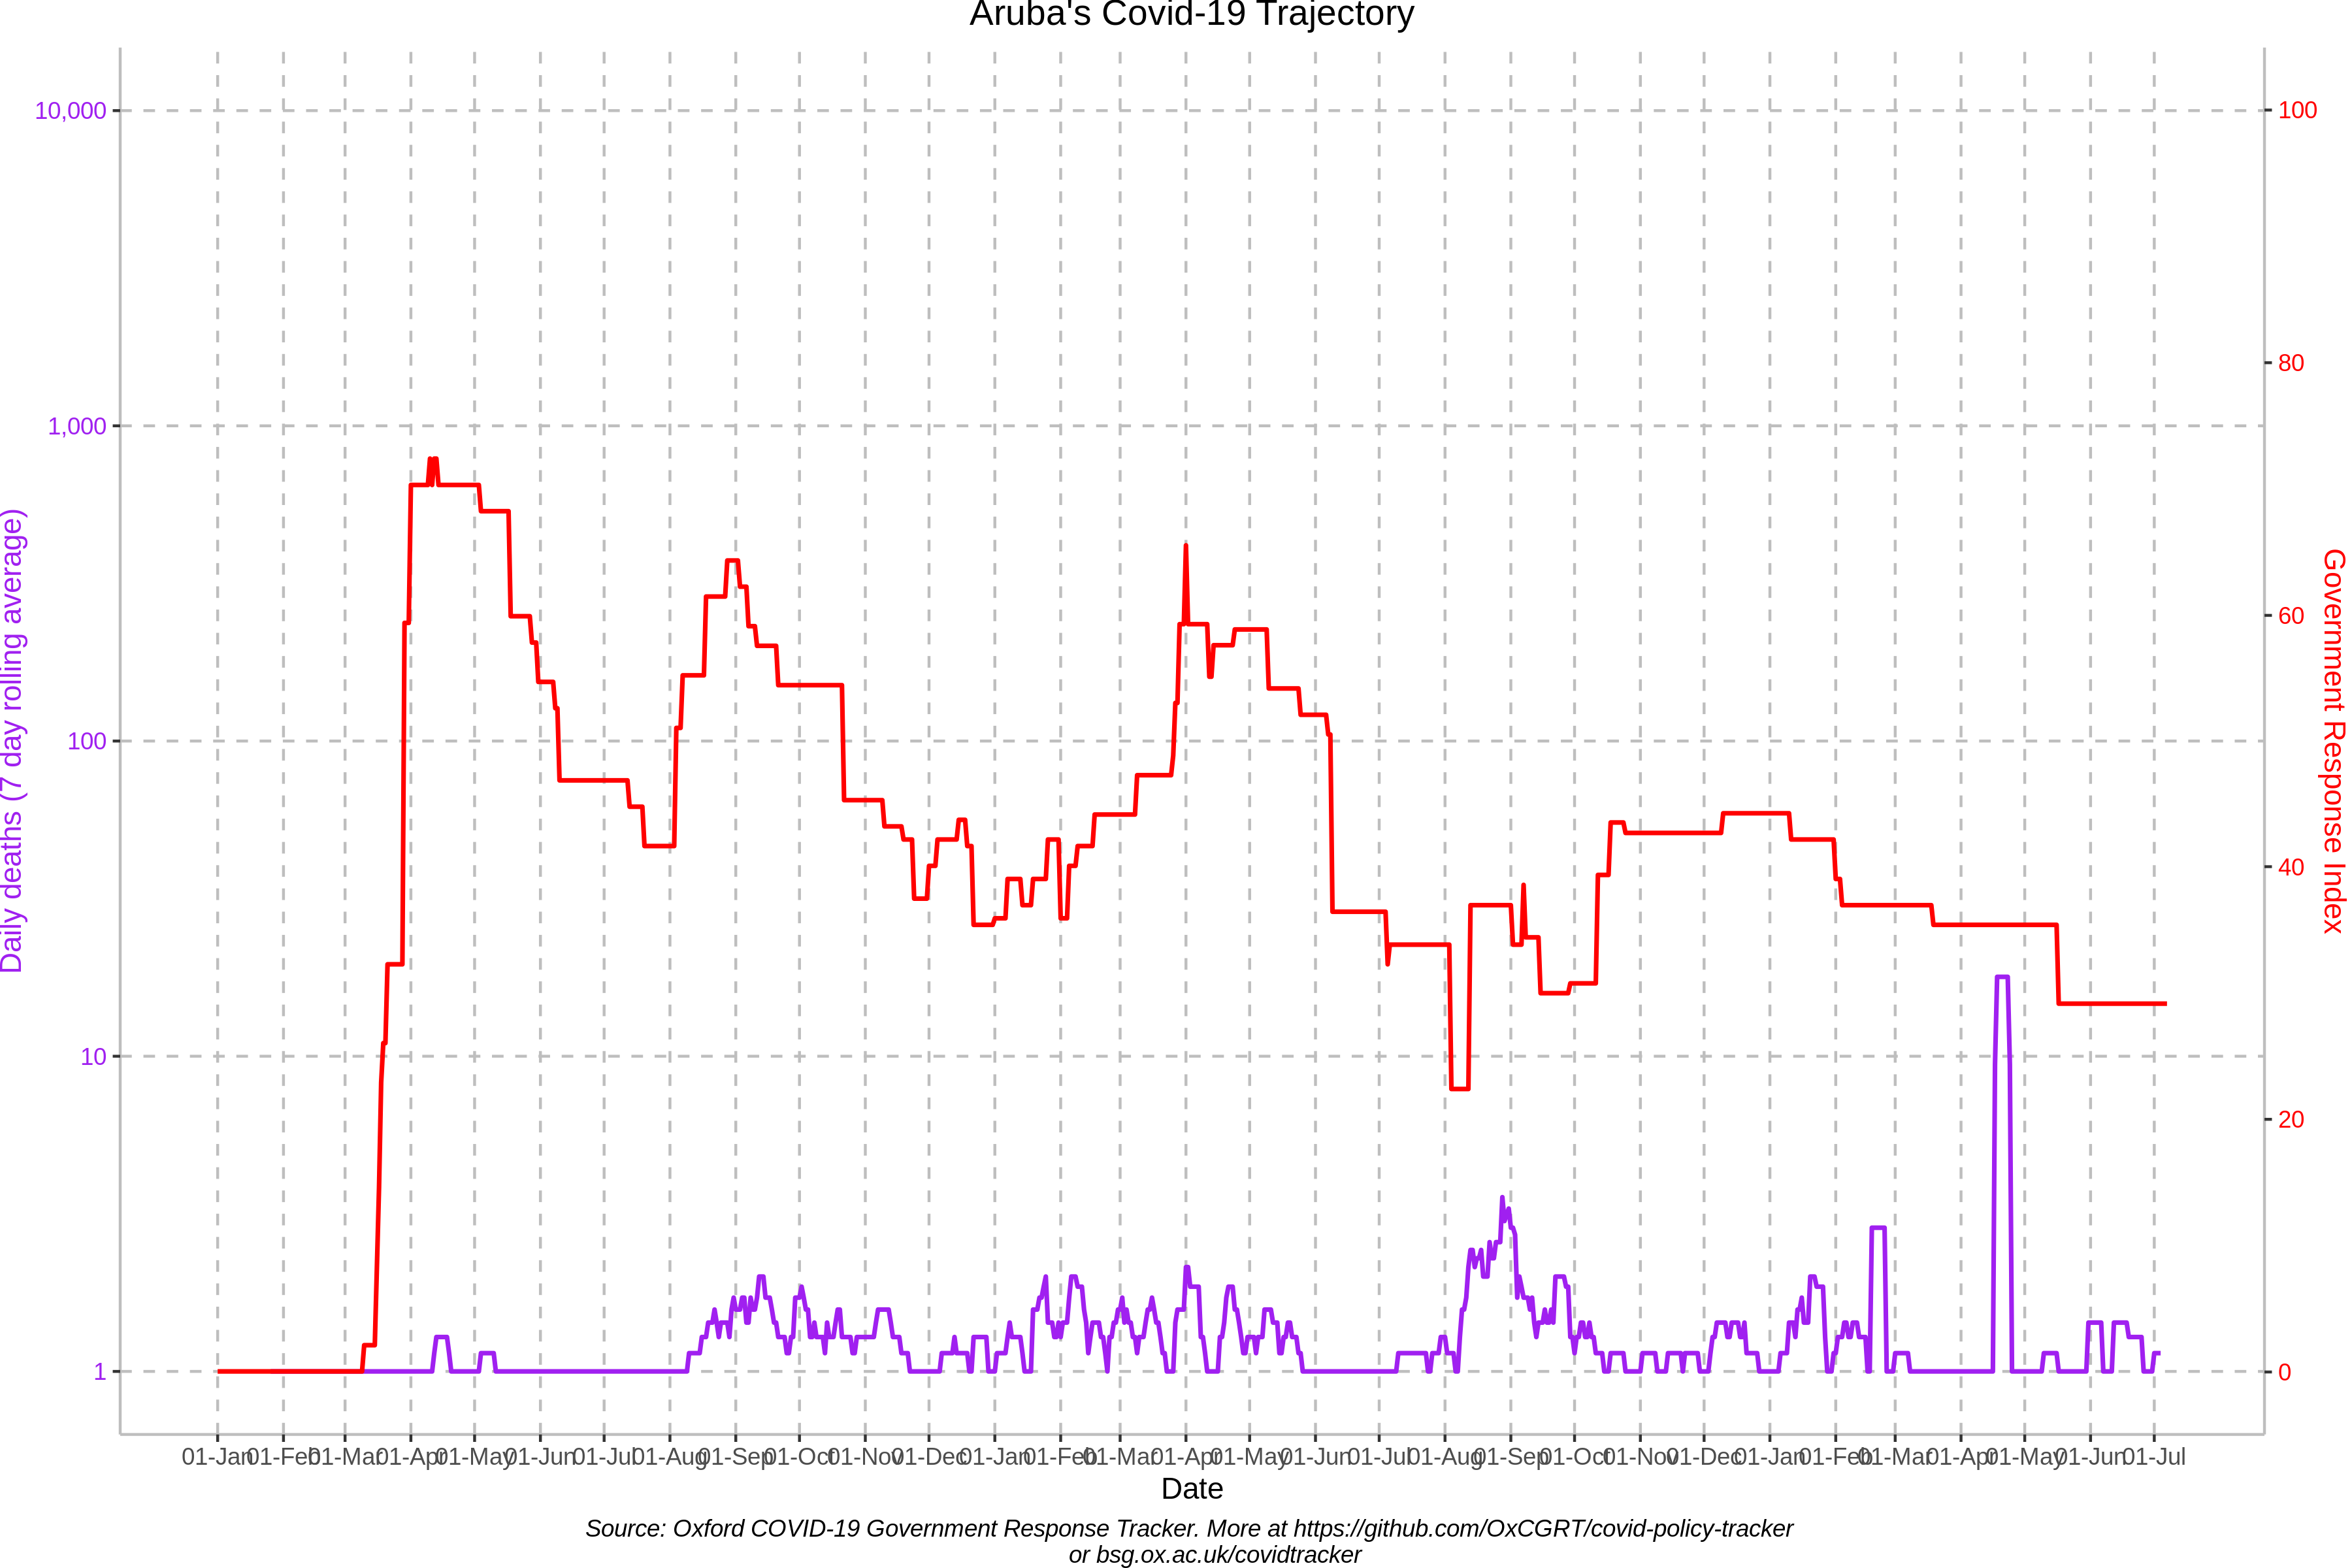 Aruba's Covid-19 Trajectory
10,000
1,000
100
10
1
Daily deaths (7 day rolling average)
100
80
60
40
20
0
Government Response Index
01-Jan 01-Feb 01-Mar 01-Apr 01-May 01-Jun 01-Jul 01-Aug 01-Sep 01-Oct 01-Nov 01-Dec 01-Jan 01-Feb 01-Mar 01-Apr 01-May 01-Jun 01-Jul 01-Aug 01-Sep 01-Oct 01-Nov 01-Dec 01-Jan 01-Feb 01-Mar 01-Apr 01-May 01-Jun 01-Jul
Date
Source: Oxford COVID-19 Government Response Tracker. More at https://github.com/OxCGRT/covid-policy-tracker
or bsg.ox.ac.uk/covidtracker